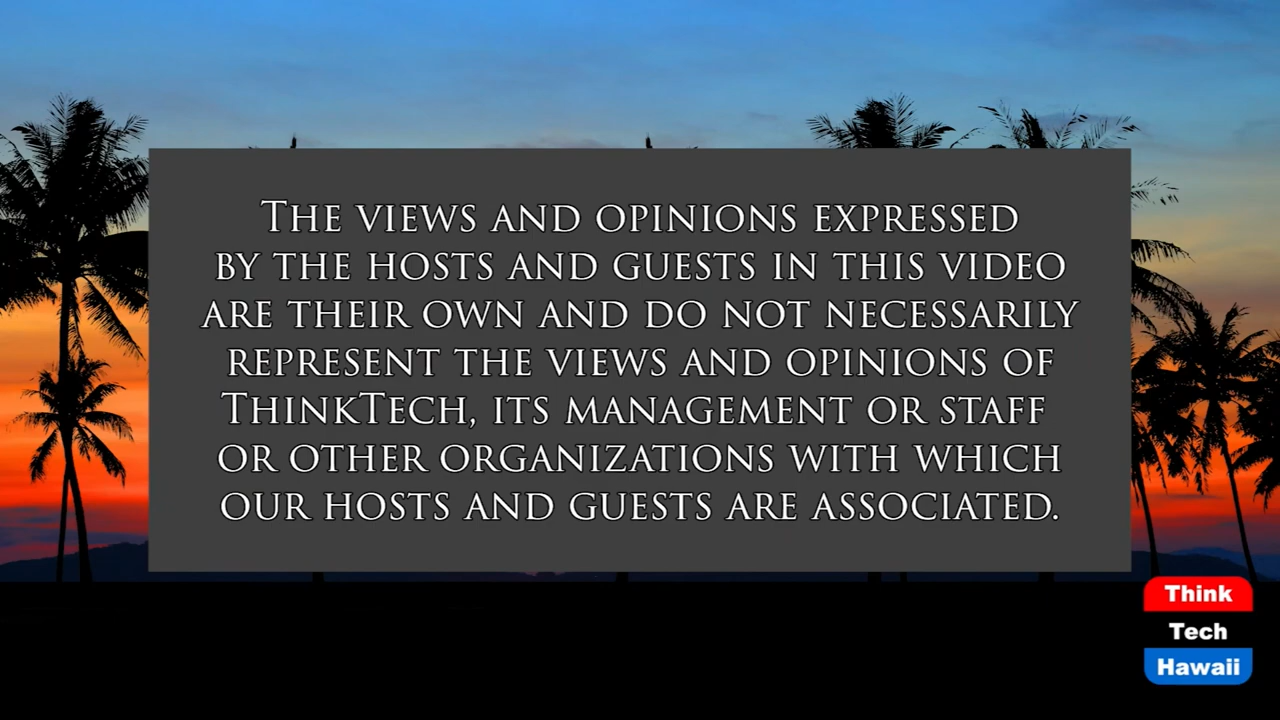 The views and opinions expressed
by the hosts and guests in this video
are their own and do not necessarily
represent the views and opinions of
ThinkTech, its management or staff
or other organizations with which
our hosts and guests are associated.
Think
Tech
Hawaii